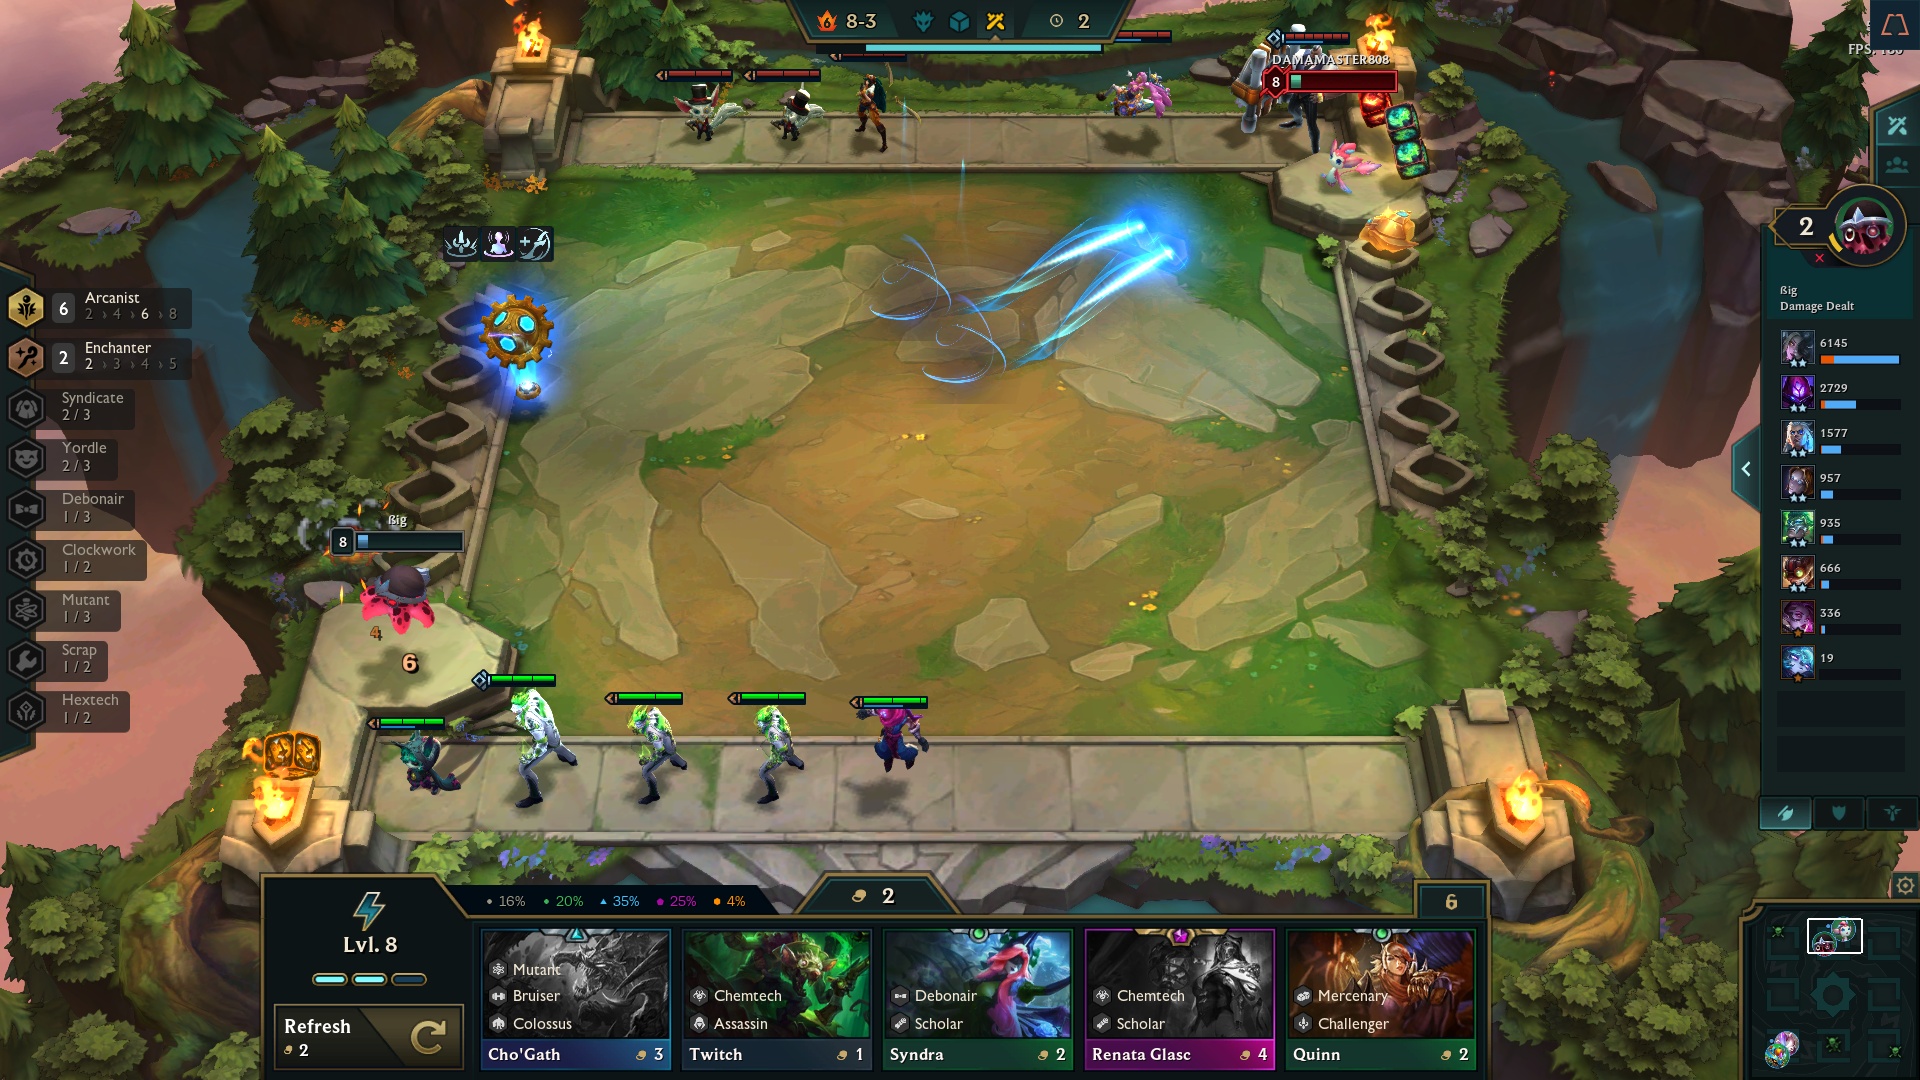 8-3
2
FPS:
DAMAMASTER808
8
2
ßig
Damage Dealt
6145
2729
1577
957
935
666
336
19
6 Arcanist
2 › 4 › 6 › 8
2 Enchanter
2 › 3 › 4 › 5
Syndicate
2 / 3
Yordle
2 / 3
Debonair
1 / 3
Clockwork
1 / 2
Mutant
1 / 3
Scrap
1 / 2
Hextech
1 / 2
ßig
8
4
6
16% 20% 35% 25% 4%
2
6
Lvl. 8
Refresh
2
Mutant
Bruiser
Colossus
Cho'Gath 3
Chemtech
Assassin
Twitch 1
Debonair
Scholar
Syndra 2
Chemtech
Scholar
Renata Glasc 4
Mercenary
Challenger
Quinn 2